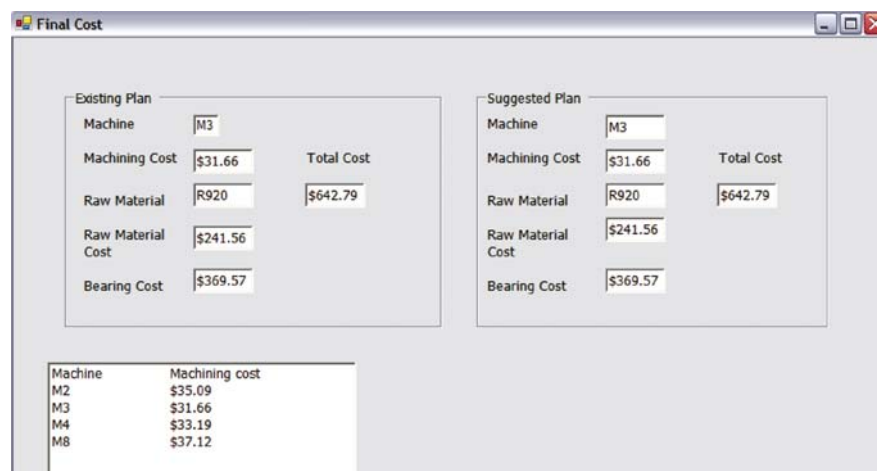 Final Cost
Existing Plan
Machine M3
Machining Cost $31.66 Total Cost
Raw Material R920 $642.79
Raw Material Cost $241.56
Bearing Cost $369.57
Suggested Plan
Machine M3
Machining Cost $31.66 Total Cost
Raw Material R920 $642.79
Raw Material Cost $241.56
Bearing Cost $369.57
Machine Machining cost
M2 $35.09
M3 $31.66
M4 $33.19
M8 $37.12